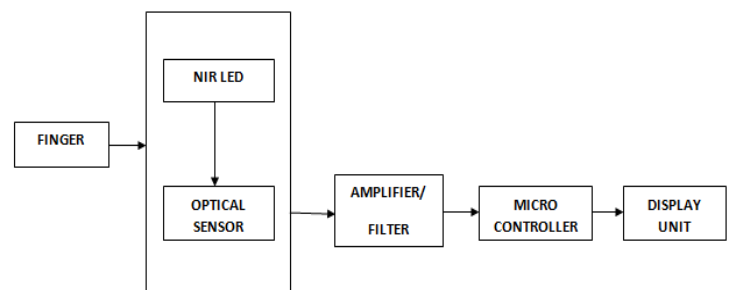 FINGER
NIR LED
OPTICAL
SENSOR
AMPLIFIER/
FILTER
MICRO
CONTROLLER
DISPLAY
UNIT